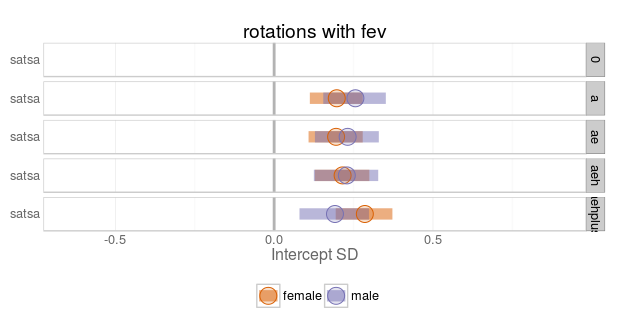 rotations with fev
satsa 0
satsa a
satsa ae
satsa aeh
satsa ehplus
-0.5 0.0 0.5
Intercept SD
female male